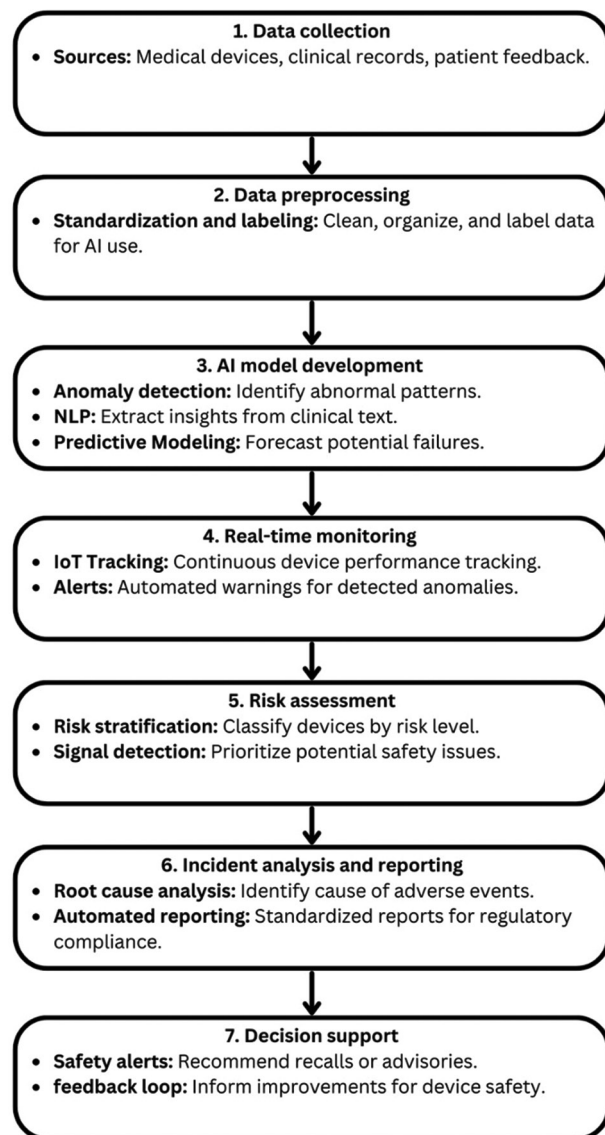 1. Data collection
• Sources: Medical devices, clinical records, patient feedback.
2. Data preprocessing
• Standardization and labeling: Clean, organize, and label data
for AI use.
3. AI model development
• Anomaly detection: Identify abnormal patterns.
• NLP: Extract insights from clinical text.
• Predictive Modeling: Forecast potential failures.
4. Real-time monitoring
• IoT Tracking: Continuous device performance tracking.
• Alerts: Automated warnings for detected anomalies.
5. Risk assessment
• Risk stratification: Classify devices by risk level.
• Signal detection: Prioritize potential safety issues.
6. Incident analysis and reporting
• Root cause analysis: Identify cause of adverse events.
• Automated reporting: Standardized reports for regulatory
compliance.
7. Decision support
• Safety alerts: Recommend recalls or advisories.
• feedback loop: Inform improvements for device safety.